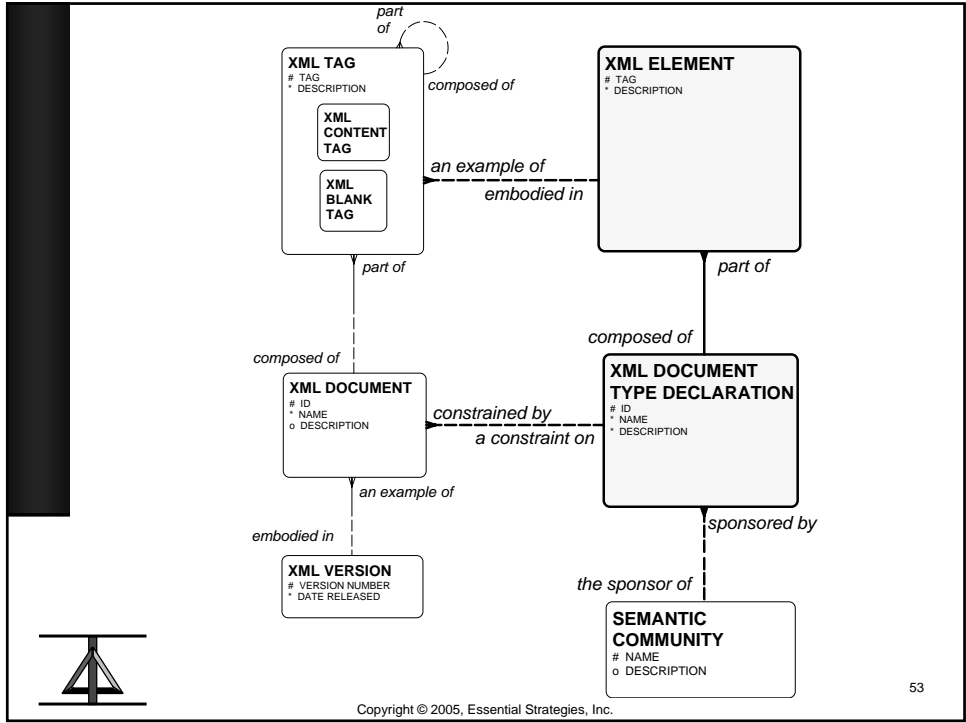 part
of
XML TAG
# TAG
* DESCRIPTION
composed of
XML
CONTENT
TAG
XML
BLANK
TAG
XML ELEMENT
# TAG
* DESCRIPTION
an example of
embodied in
part of
part of
composed of
composed of
XML DOCUMENT
# ID
* NAME
o DESCRIPTION
constrained by
a constraint on
XML DOCUMENT
TYPE DECLARATION
# ID
* NAME
* DESCRIPTION
an example of
embodied in
sponsored by
the sponsor of
XML VERSION
# VERSION NUMBER
* DATE RELEASED
SEMANTIC
COMMUNITY
# NAME
o DESCRIPTION
53
Copyright © 2005, Essential Strategies, Inc.